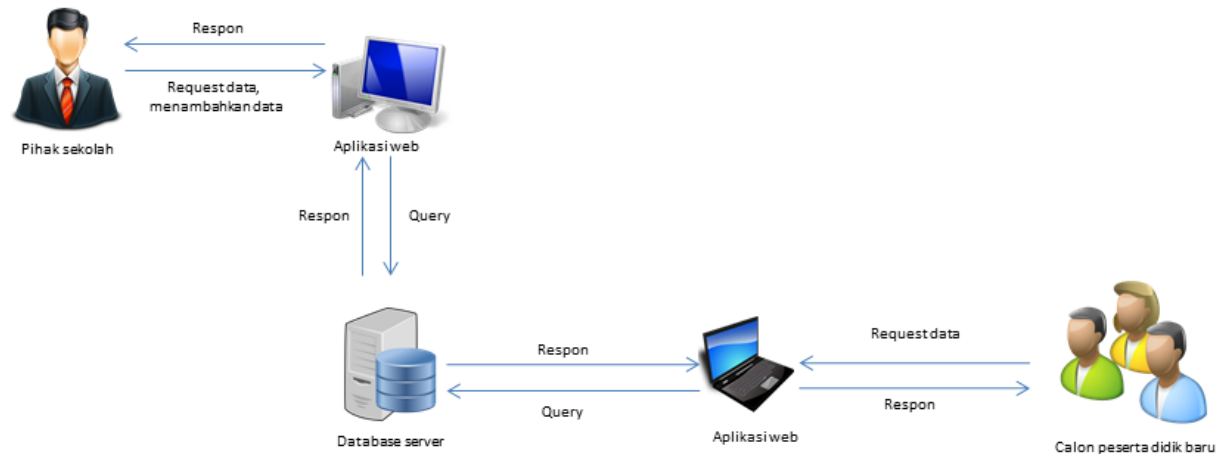 Respon
Request data,
menambahkan data
Pihak sekolah
Aplikasi web
Respon
Query
Respon
Query
Database server
Aplikasi web
Request data
Respon
Calon peserta didik baru